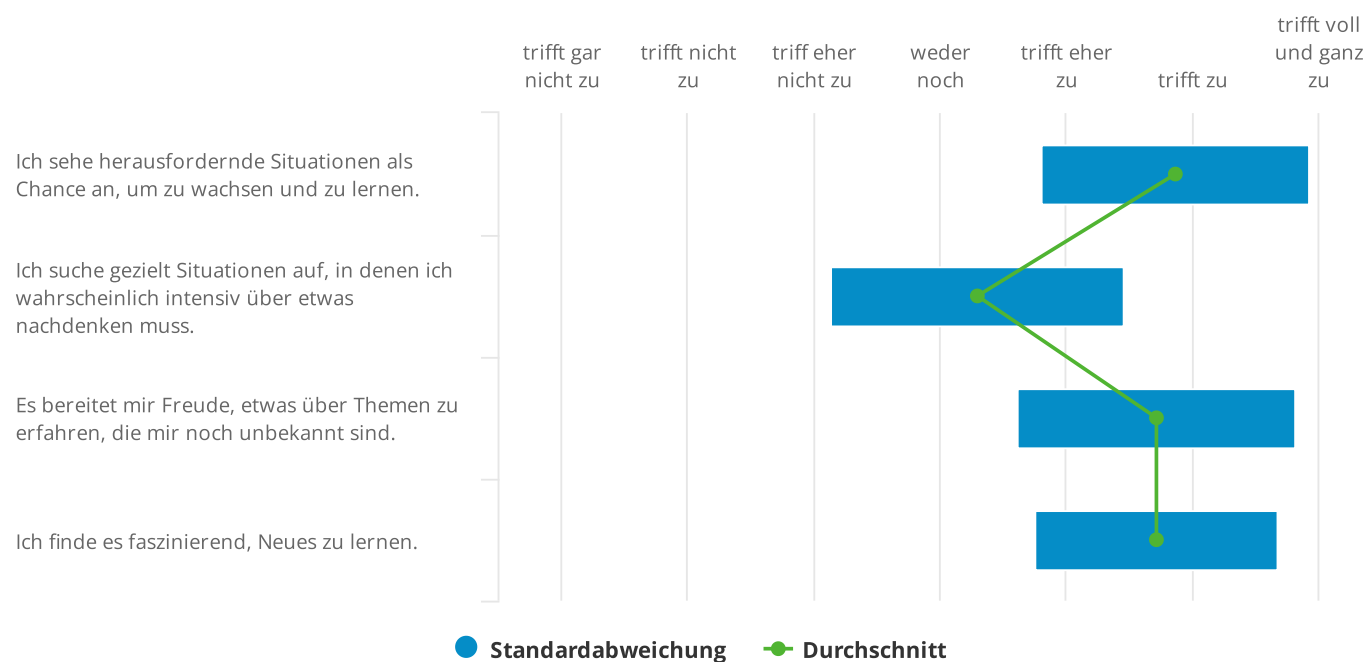 trifft gar
nicht zu
trifft nicht
zu
triff eher
nicht zu
weder
noch
trifft eher
zu
trifft zu
trifft voll
und ganz
zu
Ich sehe herausfordernde Situationen als
Chance an, um zu wachsen und zu lernen.
Ich suche gezielt Situationen auf, in denen ich
wahrscheinlich intensiv über etwas
nachdenken muss.
Es bereitet mir Freude, etwas über Themen zu
erfahren, die mir noch unbekannt sind.
Ich finde es faszinierend, Neues zu lernen.
Standardabweichung
Durchschnitt